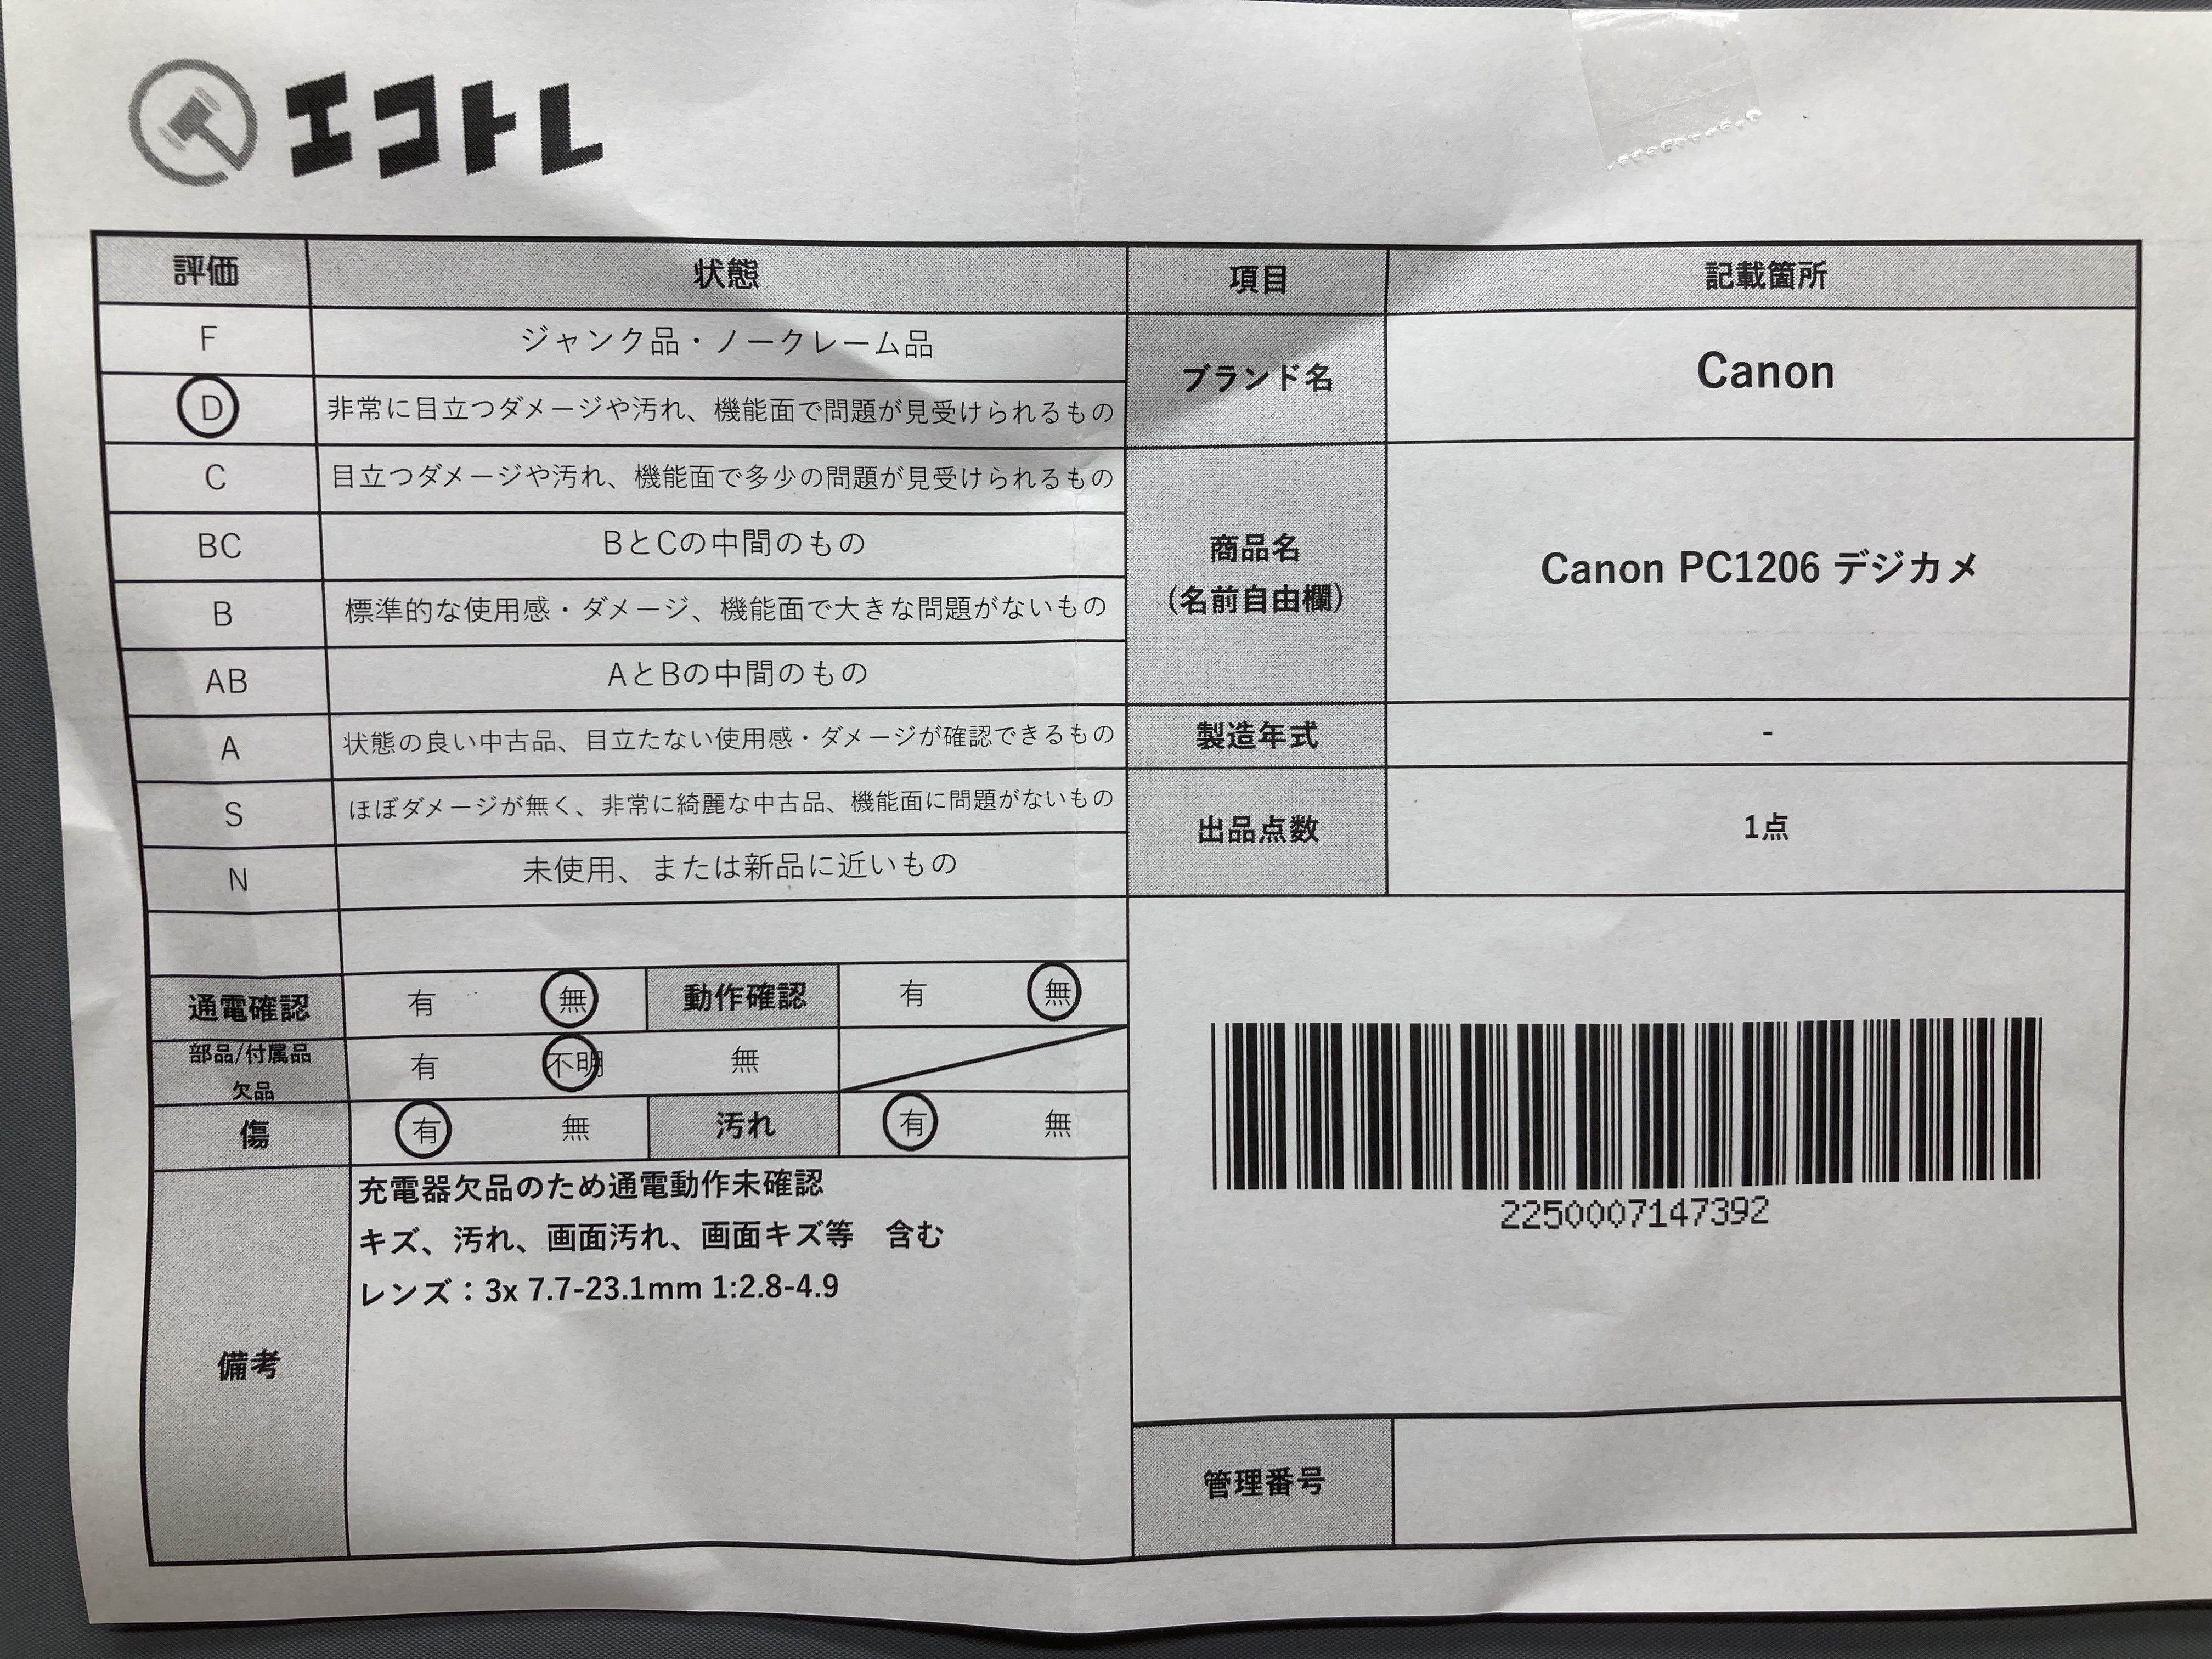 エコトレ
評価 状態 項目 記載箇所
F ジャンク品・ノークレーム品
D 非常に目立つダメージや汚れ、機能面で問題が見受けられるもの
ブランド名 Canon
C 目立つダメージや汚れ、機能面で多少の問題が見受けられるもの
BC BとCの中間のもの
B 標準的な使用感・ダメージ、機能面で大きな問題がないもの
AB AとBの中間のもの
商品名
(名前自由欄)
Canon PC1206 デジカメ
A 状態の良い中古品、目立たない使用感・ダメージが確認できるもの
製造年式 -
S ほぼダメージが無く、非常に綺麗な中古品、機能面に問題がないもの
出品点数 1点
N 未使用、または新品に近いもの
通電確認 有 無 動作確認 有 無
部品/付属品
欠品
有 不明 無
傷 有 無 汚れ 有 無
備考
充電器欠品のため通電動作未確認
キズ、汚れ、画面汚れ、画面キズ等 含む
レンズ：3x 7.7-23.1mm 1:2.8-4.9
2250007147392
管理番号